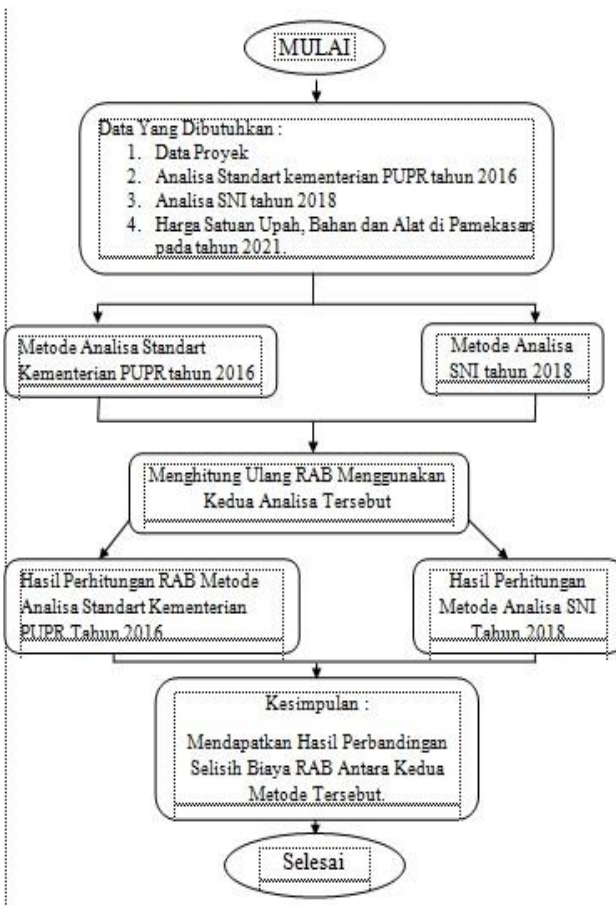 MULAI
Data Yang Dibutuhkan :
1. Data Proyek
2. Analisa Standart kementerian PUPR tahun 2016
3. Analisa SNI tahun 2018
4. Harga Satuan Upah, Bahan dan Alat di Pamekasan
pada tahun 2021.
Metode Analisa Standart
Kementerian PUPR tahun 2016
Metode Analisa
SNI tahun 2018
Menghitung Ulang RAB Menggunakan
Kedua Analisa Tersebut
Hasil Perhitungan RAB Metode
Analisa Standart Kementerian
PUPR Tahun 2016
Hasil Perhitungan
Metode Analisa SNI
Tahun 2018
Kesimpulan :
Mendapatkan Hasil Perbandingan
Selisih Biaya RAB Antara Kedua
Metode Tersebut.
Selesai